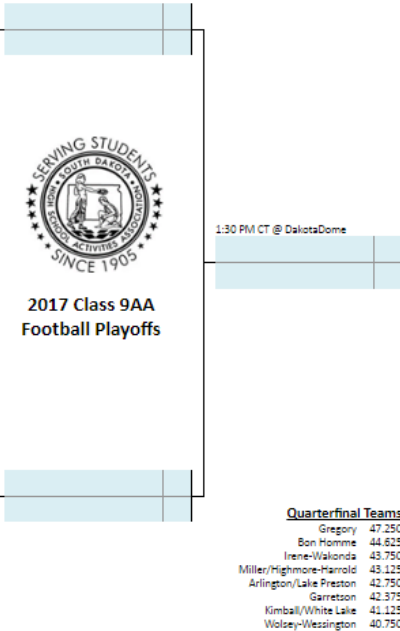 SERVING STUDENTS
SOUTH DAKOTA
HIGH SCHOOL ACTIVITIES ASSOCIATION
SINCE 1905
1:30 PM CT @ DakotaDome
2017 Class 9AA
Football Playoffs
Quarterfinal Teams
Gregory 47.250
Bon Homme 44.625
Irene-Wakonda 43.750
Miller/Highmore-Harrold 43.125
Arlington/Lake Preston 42.750
Garretson 42.375
Kimball/White Lake 41.125
Wolsey-Wessington 40.750